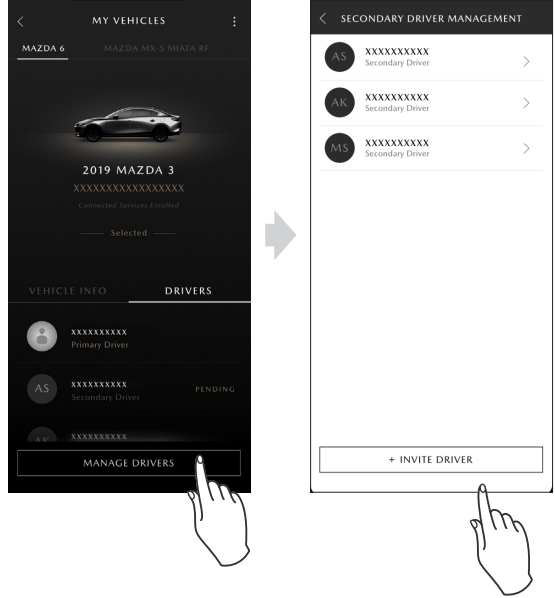 MY VEHICLES
MAZDA 6 MAZDA MX-5 MIATA RF
2019 MAZDA 3
XXXXXXXXXXXXXXXXX
Connected Services Enrolled
Selected
VEHICLE INFO DRIVERS
XXXXXXXXXX
Primary Driver
AS XXXXXXXXXX
Secondary Driver PENDING
AK XXXXXXXXXX
MANAGE DRIVERS
SECONDARY DRIVER MANAGEMENT
AS XXXXXXXXXX
Secondary Driver
AK XXXXXXXXXX
Secondary Driver
MS XXXXXXXXXX
Secondary Driver
+ INVITE DRIVER